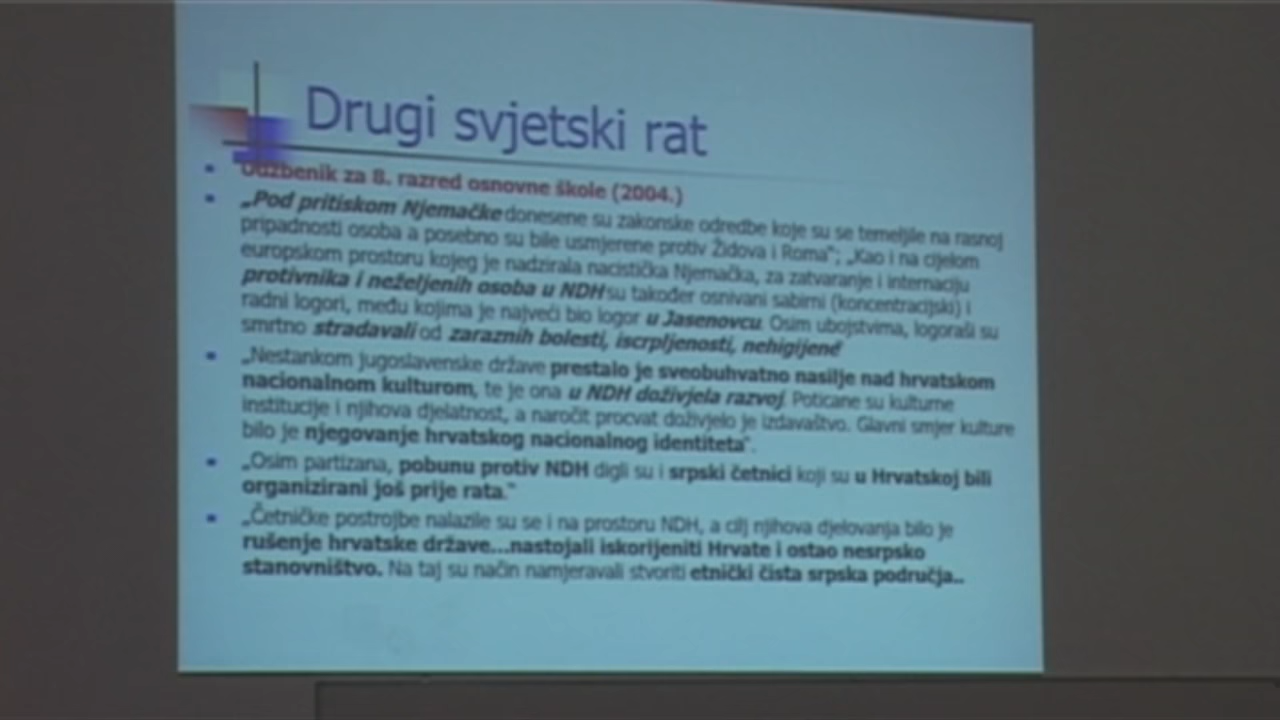 Drugi svjetski rat
Udžbenik za 8. razred osnovne škole (2004.)
„Pod pritiskom Njemačke donesene su zakonske odredbe koje su se temeljile na rasnoj
pripadnosti osoba a posebno su bile usmjerene protiv Židova i Roma“; „Kao i na cijelom
europskom prostoru kojeg je nadzirala nacistička Njemačka, za zatvaranje i internaciju
protivnika i neželjenih osoba u NDH su također osnivani sabirni (koncentracijski) i
radni logori, među kojima je najveći bio logor u Jasenovcu. Osim ubojstvima, logoraši su
smrtno stradavali od zaraznih bolesti, iscrpljenosti, nehigijene“
„Nestankom jugoslavenske države prestalo je sveobuhvatno nasilje nad hrvatskom
nacionalnom kulturom, te je ona u NDH doživjela razvoj. Poticane su kulturne
institucije i njihova djelatnost, a naročit procvat doživjelo je izdavaštvo. Glavni smjer kulture
bilo je njegovanje hrvatskog nacionalnog identiteta“.
„Osim partizana, pobunu protiv NDH digli su i srpski četnici koji su u Hrvatskoj bili
organizirani još prije rata.“
„Četničke postrojbe nalazile su se i na prostoru NDH, a cilj njihova djelovanja bilo je
rušenje hrvatske države...nastojali iskorijeniti Hrvate i ostao nesrpsko
stanovništvo. Na taj su način namjeravali stvoriti etnički čista srpska područja..